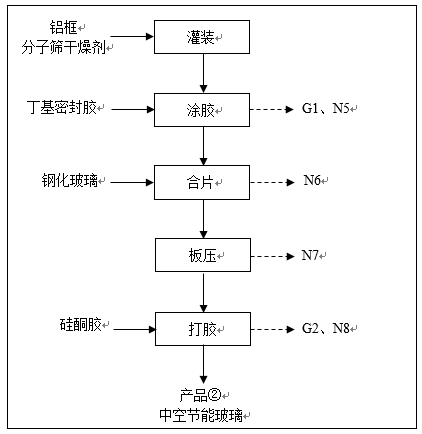 铝框
分子筛干燥剂
灌装
丁基密封胶
涂胶
G1、N5
钢化玻璃
合片
N6
板压
N7
硅酮胶
打胶
G2、N8
产品②
中空节能玻璃